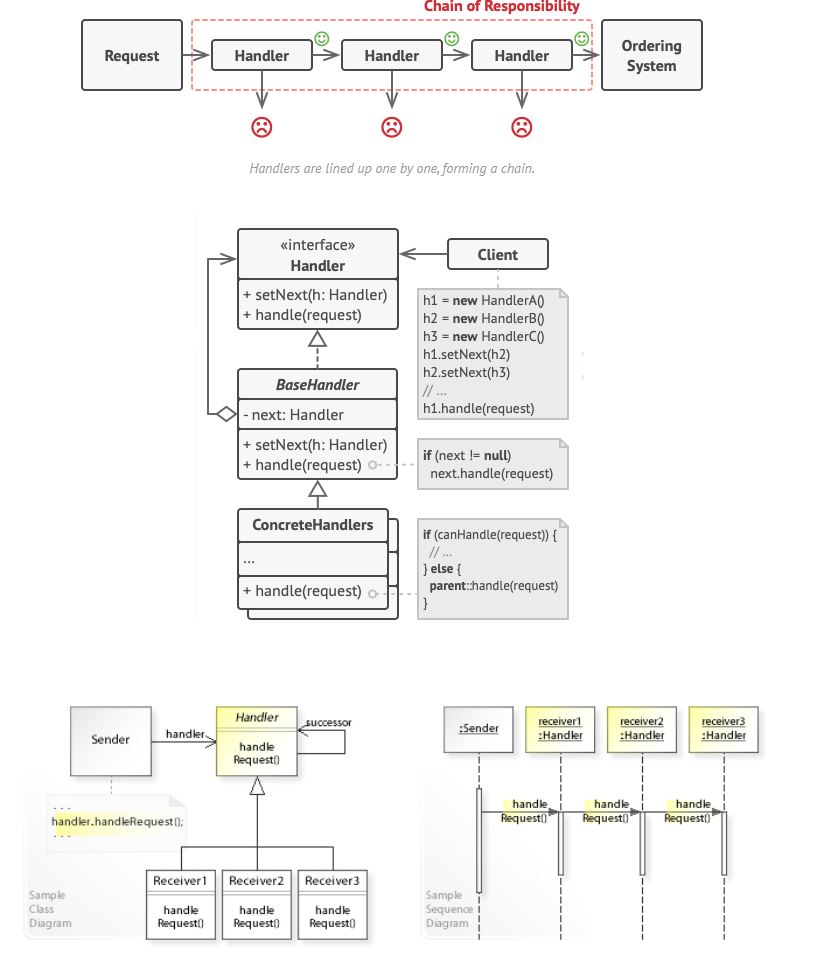 Chain of Responsibility
Request
Handler
Handler
Handler
Ordering
System
Handlers are lined up one by one, forming a chain.
«interface»
Handler
+ setNext(h: Handler)
+ handle(request)
Client
h1 = new HandlerA()
h2 = new HandlerB()
h3 = new HandlerC()
h1.setNext(h2)
h2.setNext(h3)
// ...
h1.handle(request)
BaseHandler
- next: Handler
+ setNext(h: Handler)
+ handle(request)
if (next != null)
next.handle(request)
ConcreteHandlers
...
+ handle(request)
if (canHandle(request)) {
// ...
} else {
parent::handle(request)
}
Sender
handler
Handler
handle
Request()
successor
. . .
handler.handleRequest();
. . .
Receiver1
handle
Request()
Receiver2
handle
Request()
Receiver3
handle
Request()
Sample
Class
Diagram
:Sender
receiver1
:Handler
receiver2
:Handler
receiver3
:Handler
handle
Request()
handle
Request()
handle
Request()
Sample
Sequence
Diagram